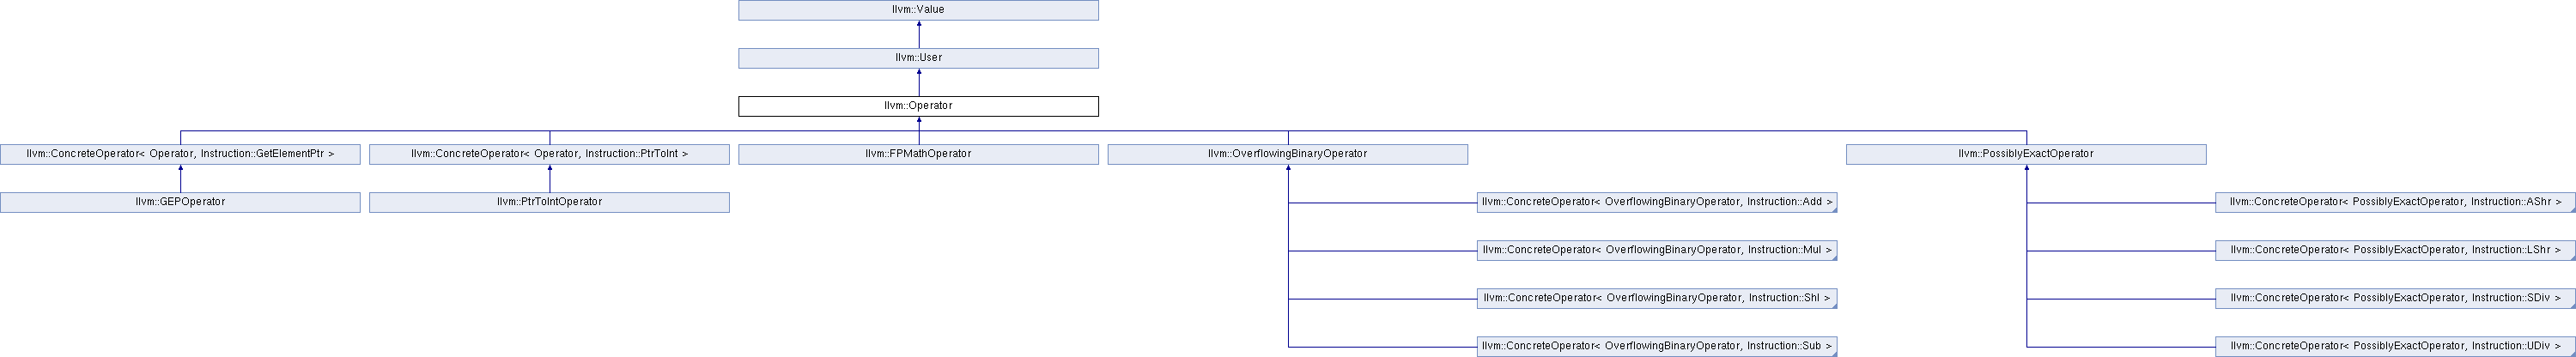 llvm::Value
llvm::User
llvm::Operator
llvm::ConcreteOperator< Operator, Instruction::GetElementPtr >
llvm::ConcreteOperator< Operator, Instruction::PtrToInt >
llvm::FPMathOperator
llvm::OverflowingBinaryOperator
llvm::PossiblyExactOperator
llvm::GEPOperator
llvm::PtrToIntOperator
llvm::ConcreteOperator< OverflowingBinaryOperator, Instruction::Add >
llvm::ConcreteOperator< PossiblyExactOperator, Instruction::AShr >
llvm::ConcreteOperator< OverflowingBinaryOperator, Instruction::Mul >
llvm::ConcreteOperator< PossiblyExactOperator, Instruction::LShr >
llvm::ConcreteOperator< OverflowingBinaryOperator, Instruction::Shl >
llvm::ConcreteOperator< PossiblyExactOperator, Instruction::SDiv >
llvm::ConcreteOperator< OverflowingBinaryOperator, Instruction::Sub >
llvm::ConcreteOperator< PossiblyExactOperator, Instruction::UDiv >